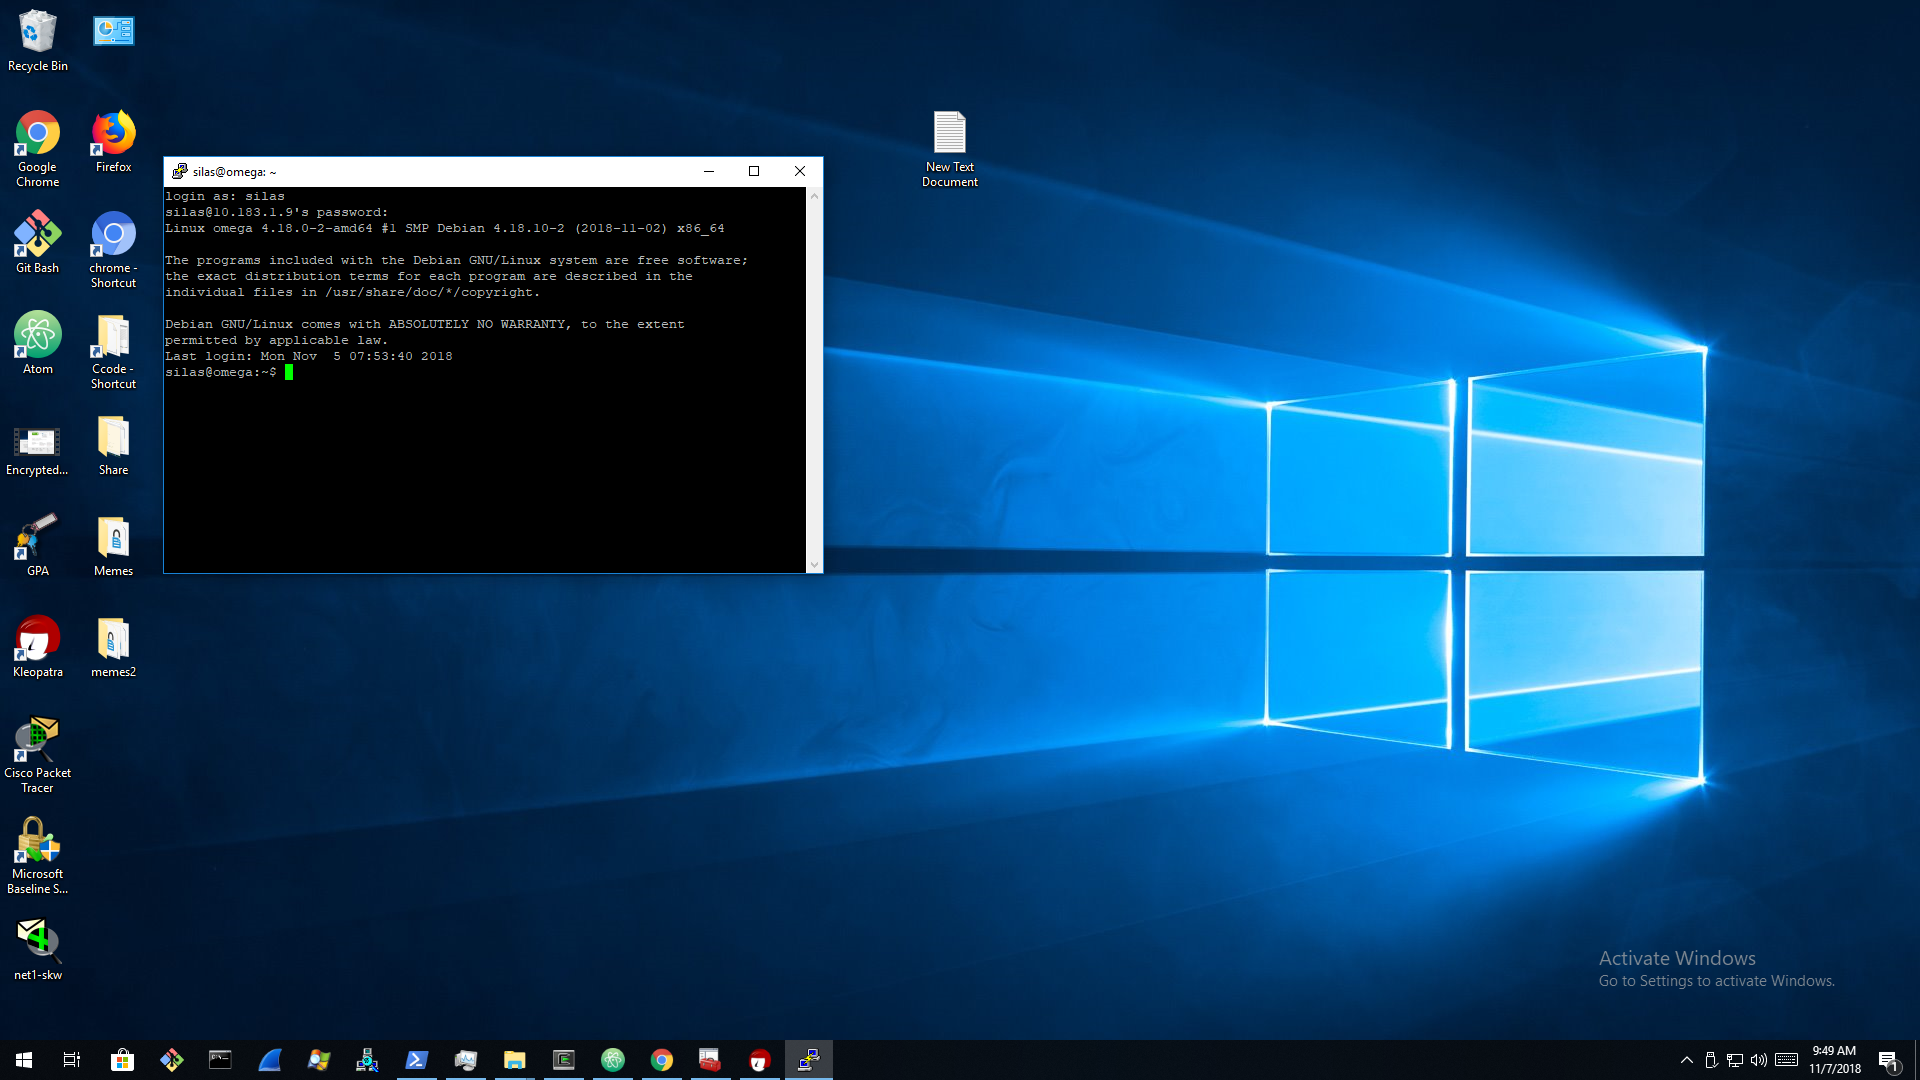 Recycle Bin
Google
Chrome
Firefox
Git Bash
chrome -
Shortcut
Atom
Ccode -
Shortcut
Encrypted...
Share
GPA
Memes
Kleopatra
memes2
Cisco Packet
Tracer
Microsoft
Baseline S...
net1-skw
New Text
Document
silas@omega: ~
login as: silas
silas@10.183.1.9's password:
Linux omega 4.18.0-2-amd64 #1 SMP Debian 4.18.10-2 (2018-11-02) x86_64
The programs included with the Debian GNU/Linux system are free software;
the exact distribution terms for each program are described in the
individual files in /usr/share/doc/*/copyright.
Debian GNU/Linux comes with ABSOLUTELY NO WARRANTY, to the extent
permitted by applicable law.
Last login: Mon Nov  5 07:53:40 2018
silas@omega:~$
Activate Windows
Go to Settings to activate Windows.
9:49 AM
11/7/2018
1